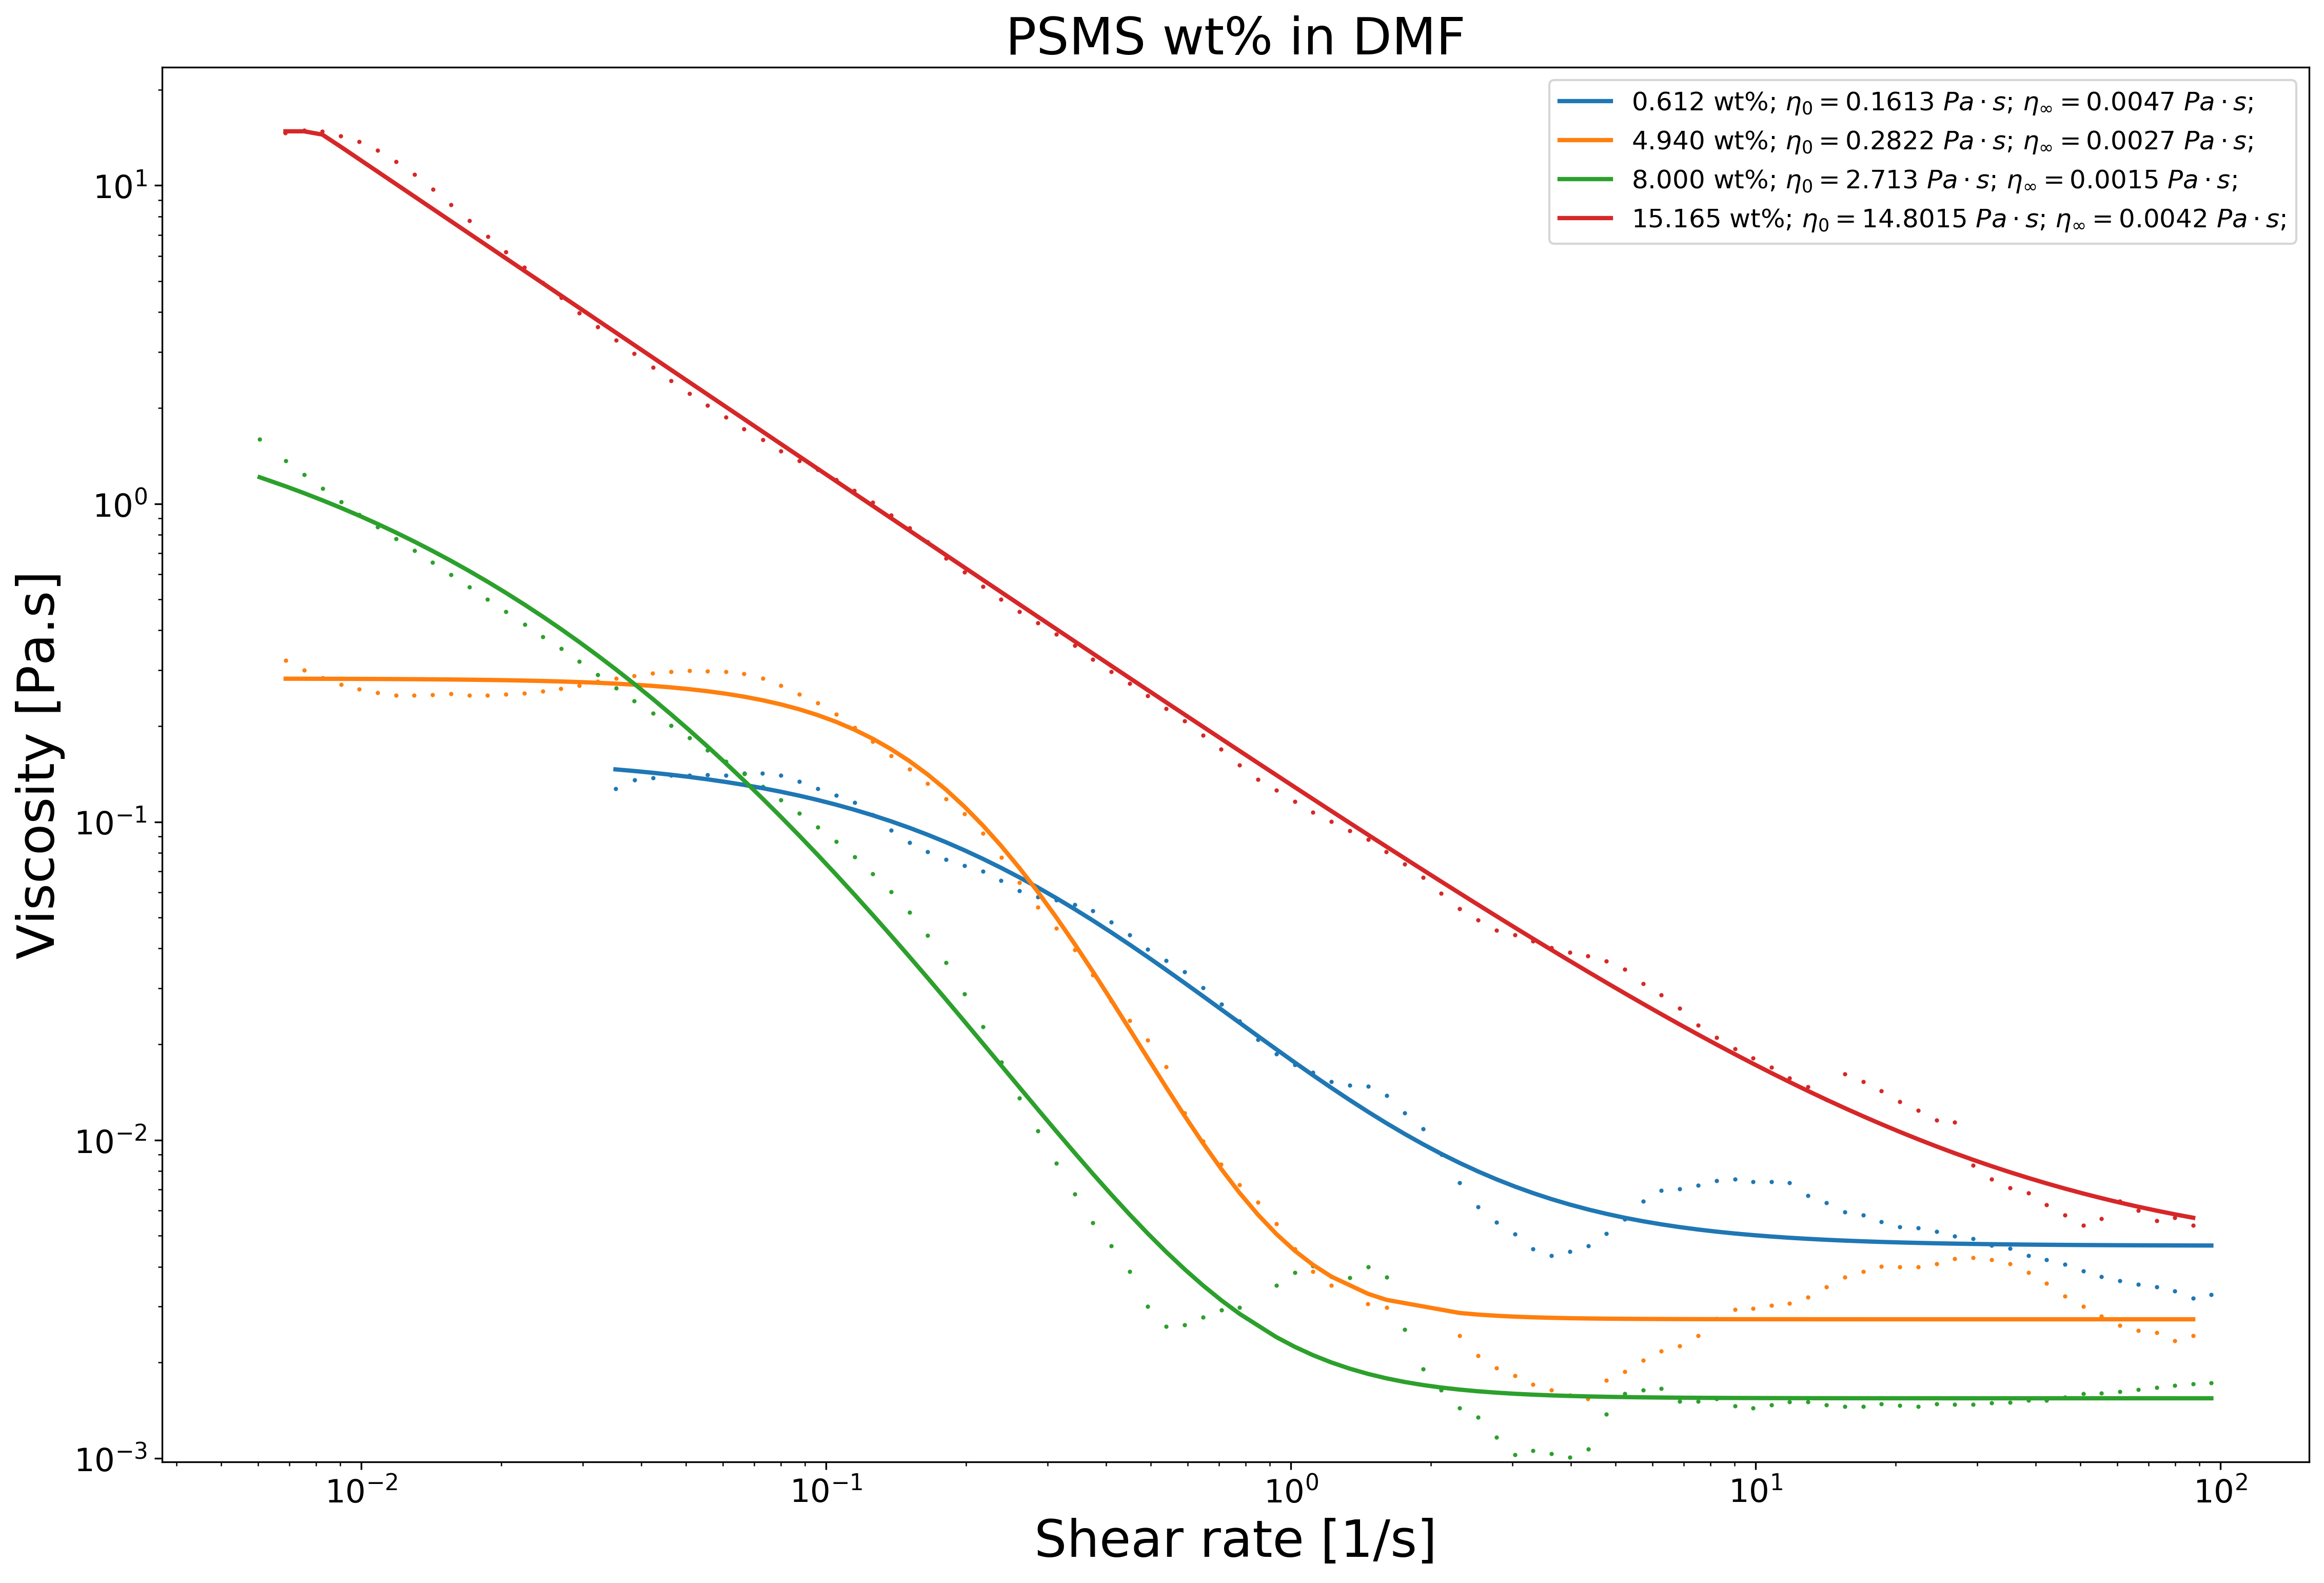 PSMS wt% in DMF
0.612 wt%; η₀ = 0.1613 Pa · s; η∞ = 0.0047 Pa · s;
4.940 wt%; η₀ = 0.2822 Pa · s; η∞ = 0.0027 Pa · s;
8.000 wt%; η₀ = 2.713 Pa · s; η∞ = 0.0015 Pa · s;
15.165 wt%; η₀ = 14.8015 Pa · s; η∞ = 0.0042 Pa · s;
Viscosity [Pa.s]
10¹
10⁰
10⁻¹
10⁻²
10⁻³
10⁻² 10⁻¹ 10⁰ 10¹ 10²
Shear rate [1/s]